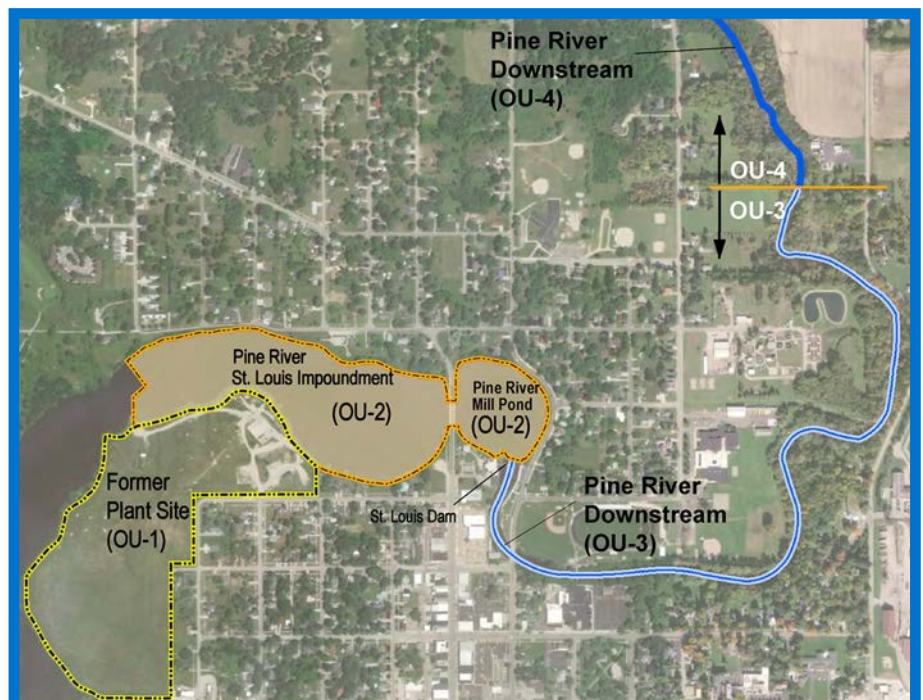 Pine River
Downstream
(OU-4)
OU-4
OU-3
Pine River
St. Louis Impoundment
(OU-2)
Pine River
Mill Pond
(OU-2)
Former
Plant Site
(OU-1)
St. Louis Dam
Pine River
Downstream
(OU-3)